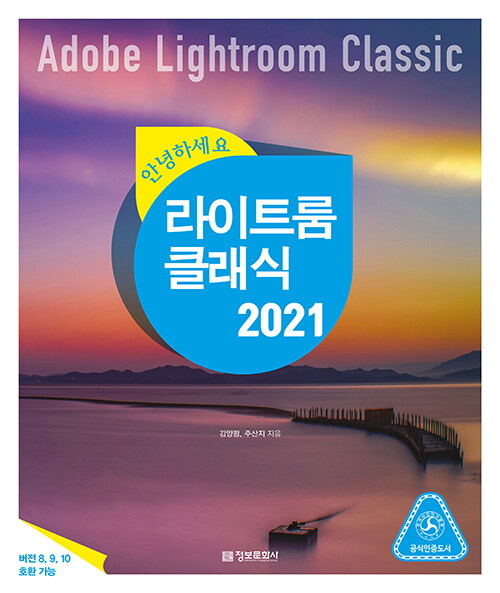 Adobe Lightroom Classic
안녕하세요
라이트룸
클래식
2021
김양평, 주산지 지음
공식인증도서
버전 8, 9, 10
호환 가능
정보문화사